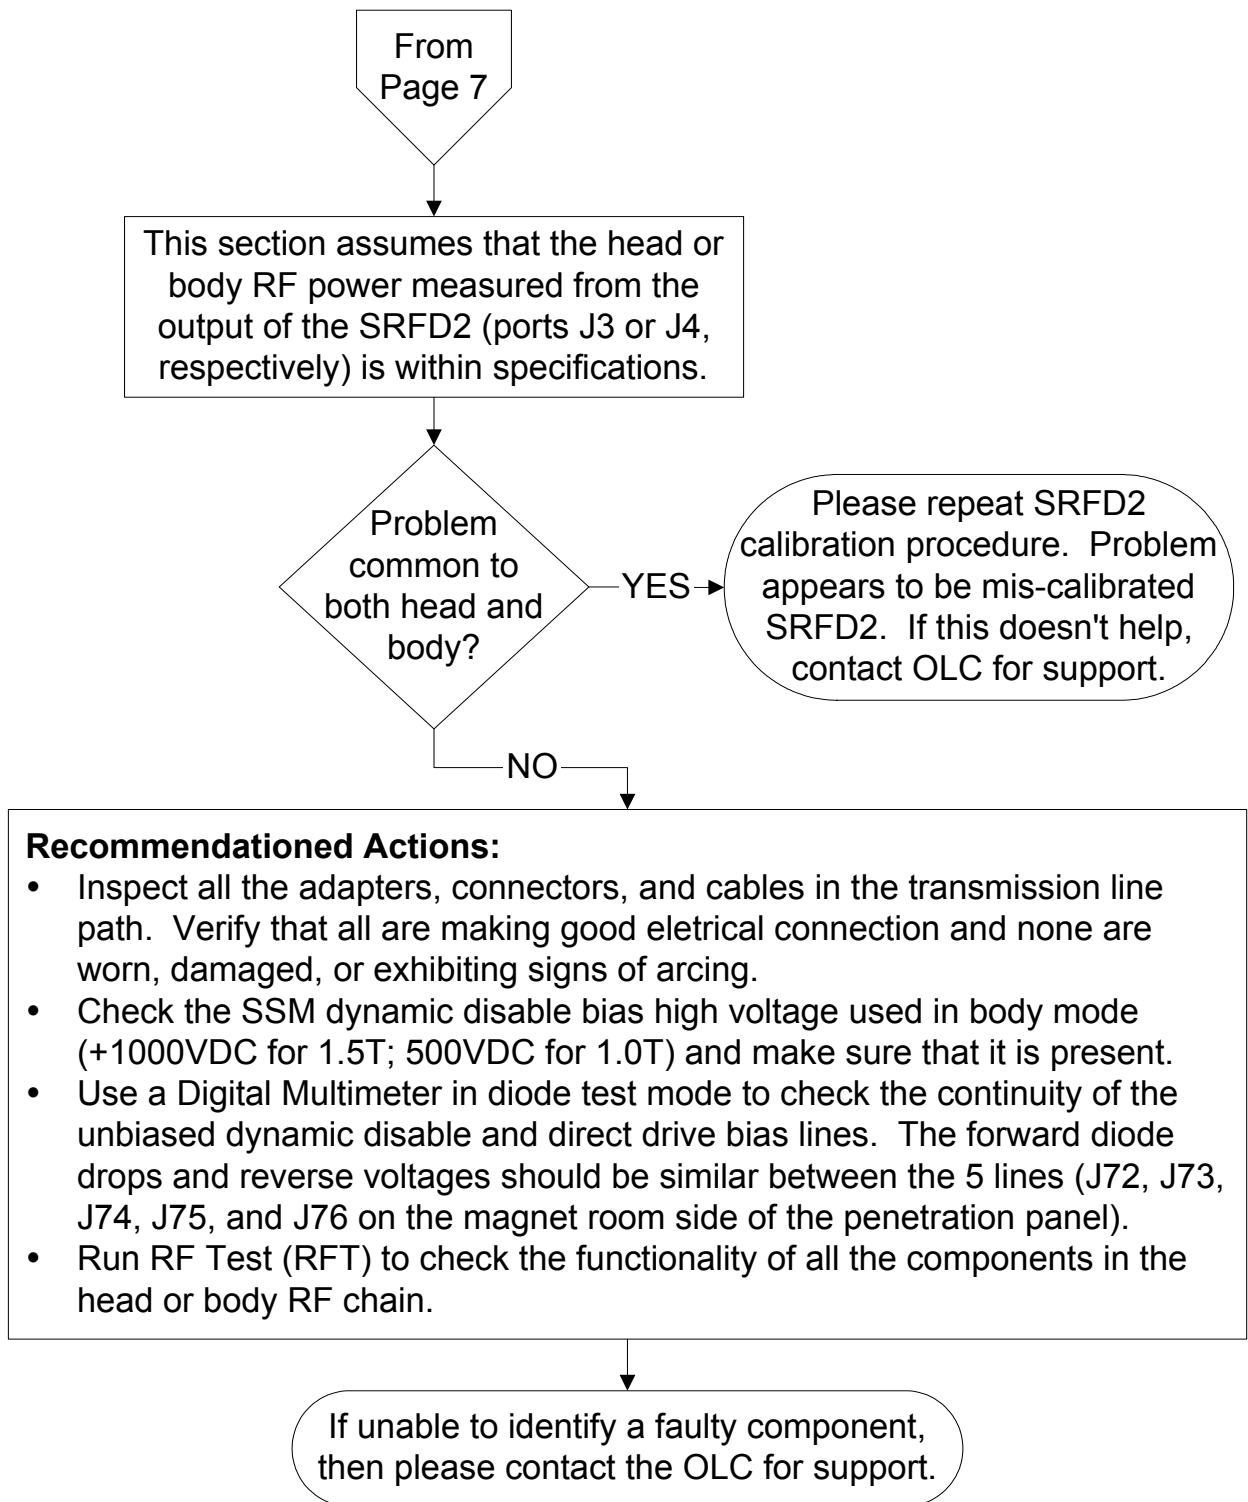 From
Page 7
This section assumes that the head or
body RF power measured from the
output of the SRFD2 (ports J3 or J4,
respectively) is within specifications.
Problem
common to
both head and
body?
YES
Please repeat SRFD2
calibration procedure.  Problem
appears to be mis-calibrated
SRFD2.  If this doesn't help,
contact OLC for support.
NO
Recommendationed Actions:
• Inspect all the adapters, connectors, and cables in the transmission line
path.  Verify that all are making good eletrical connection and none are
worn, damaged, or exhibiting signs of arcing.
• Check the SSM dynamic disable bias high voltage used in body mode
(+1000VDC for 1.5T; 500VDC for 1.0T) and make sure that it is present.
• Use a Digital Multimeter in diode test mode to check the continuity of the
unbiased dynamic disable and direct drive bias lines.  The forward diode
drops and reverse voltages should be similar between the 5 lines (J72, J73,
J74, J75, and J76 on the magnet room side of the penetration panel).
• Run RF Test (RFT) to check the functionality of all the components in the
head or body RF chain.
If unable to identify a faulty component,
then please contact the OLC for support.